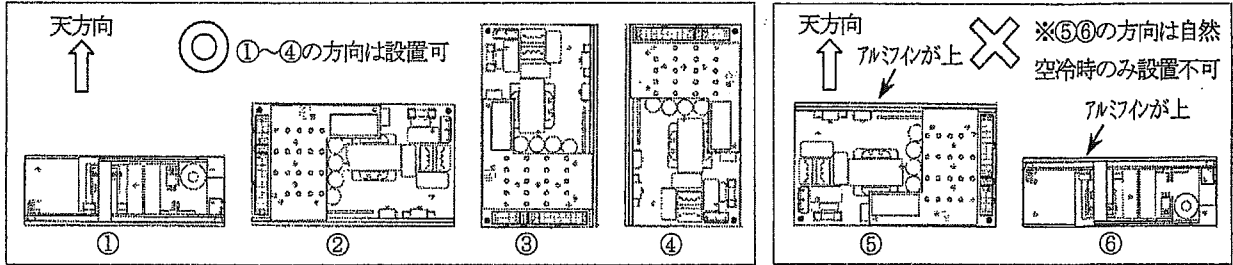 天方向
◎ ①～④の方向は設置可
①
②
③
④
天方向
アルミフィンが上
※⑤⑥の方向は自然
空冷時のみ設置不可
アルミフィンが上
⑤
⑥